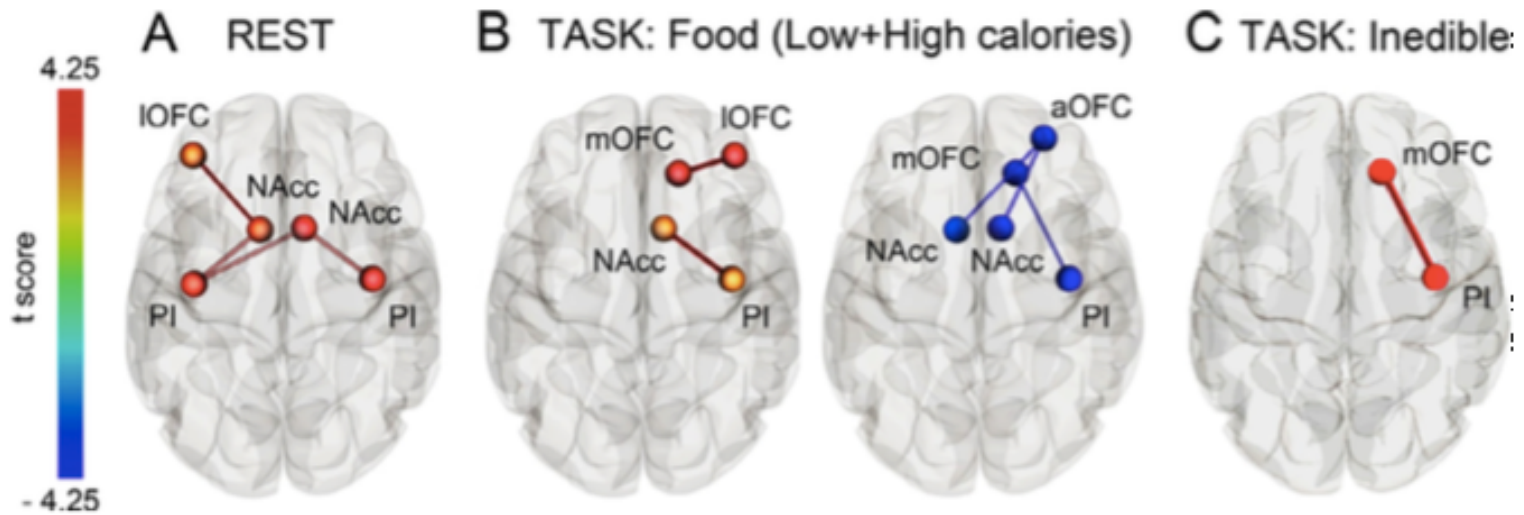 A REST
B TASK: Food (Low+High calories)
C TASK: Inedible
4.25
t score
- 4.25
lOFC
NAcc
NAcc
PI
PI
mOFC
lOFC
NAcc
PI
aOFC
mOFC
NAcc
NAcc
PI
mOFC
PI